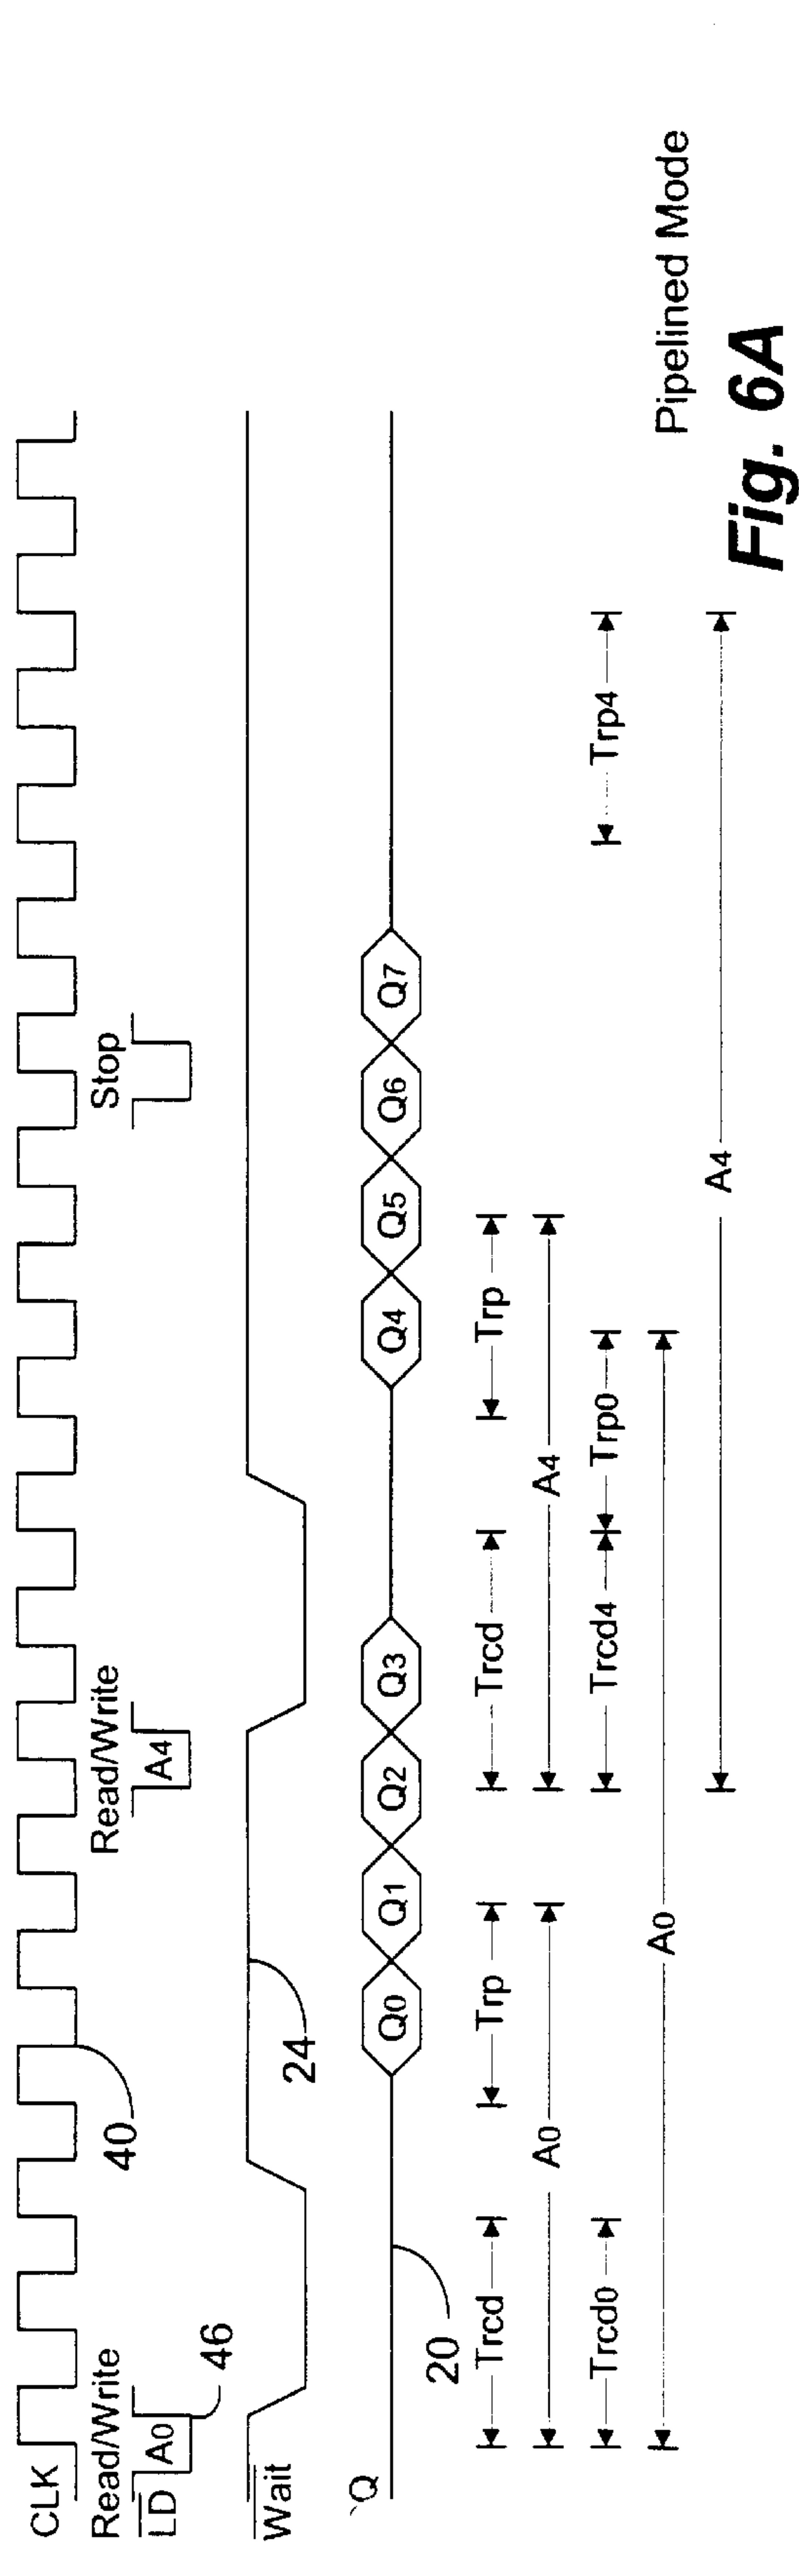 CLK
40
Read/Write
Read/Write
Stop
LD
A0
A4
46
Wait
24
Q
Q0
Q1
Q2
Q3
Q4
Q5
Q6
Q7
20
Trcd
Trp
Trcd
Trp
A0
A4
Trcd0
Trcd4
Trp0
Trp4
A0
A4
Pipelined Mode
Fig. 6A